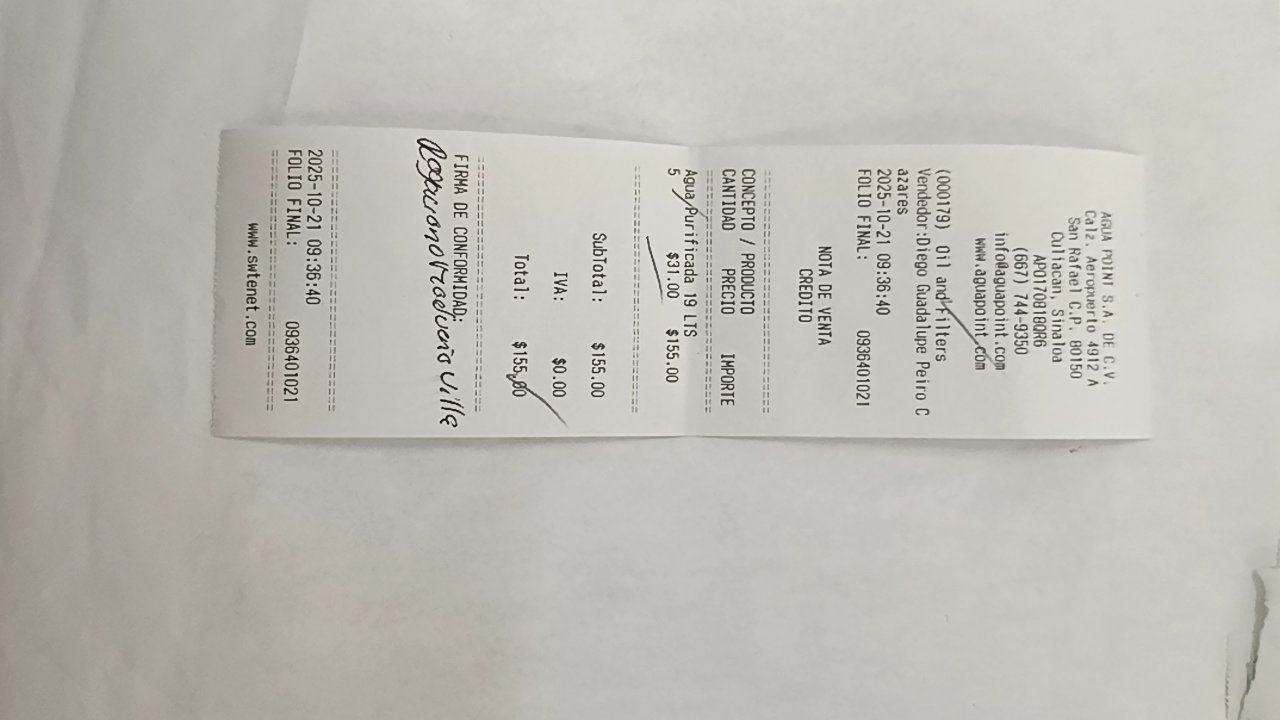 AGUA POINT S.A. DE C.V.
Calz. Aeropuerto 4912 A
San Rafael C.P. 80150
Culiacan, Sinaloa
APO170818QR6
(667) 744-9350
info@aguapoint.com
www.aguapoint.com
(000179) Oil and Filters
Vendedor:Diego Guadalupe Peiro C
azares
2025-10-21 09:36:40
FOLIO FINAL: 0936401021
NOTA DE VENTA
CREDITO
================================
CONCEPTO / PRODUCTO
CANTIDAD PRECIO IMPORTE
================================
Agua Purificada 19 LTS
5 $31.00 $155.00
================================
SubTotal: $155.00
IVA: $0.00
Total: $155.00
================================
FIRMA DE CONFORMIDAD:
================================
2025-10-21 09:36:40
FOLIO FINAL: 0936401021
================================
www.swtenet.com